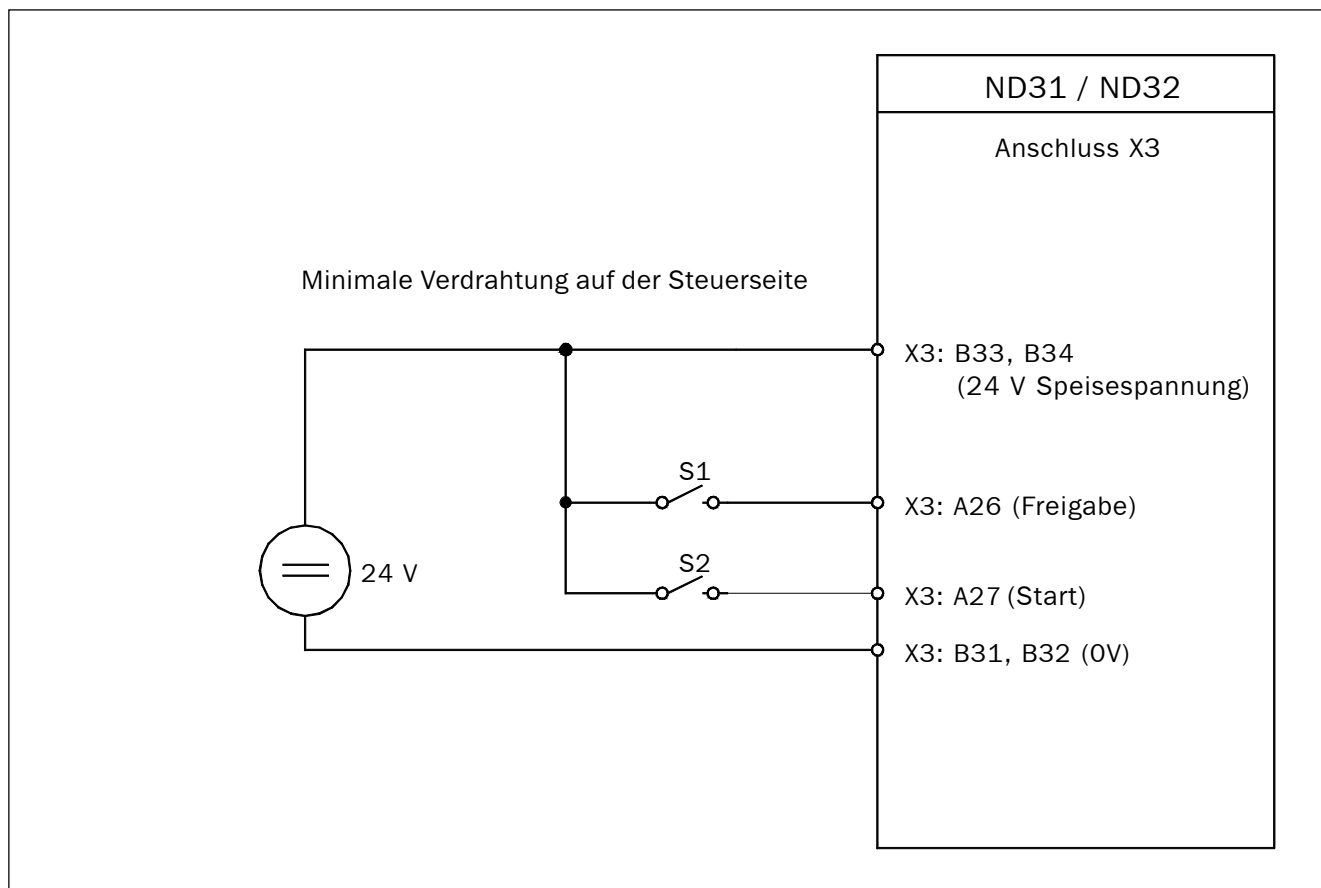 ND31 / ND32
Anschluss X3
Minimale Verdrahtung auf der Steuerseite
X3: B33, B34
(24 V Speisespannung)
S1
X3: A26 (Freigabe)
S2
24 V
X3: A27 (Start)
X3: B31, B32 (0V)